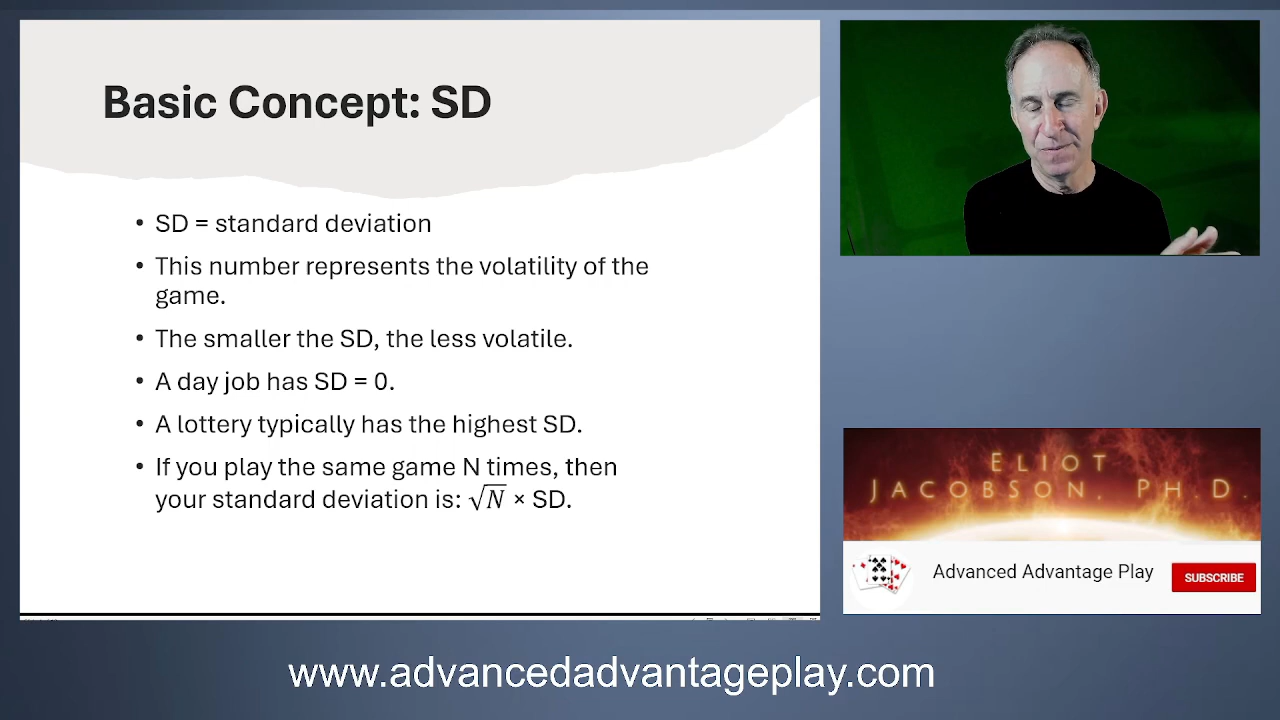 Basic Concept: SD
• SD = standard deviation
• This number represents the volatility of the
game.
• The smaller the SD, the less volatile.
• A day job has SD = 0.
• A lottery typically has the highest SD.
• If you play the same game N times, then
your standard deviation is: √N × SD.
ELIOT
JACOBSON, PH.D.
Advanced Advantage Play
SUBSCRIBE
www.advancedadvantageplay.com